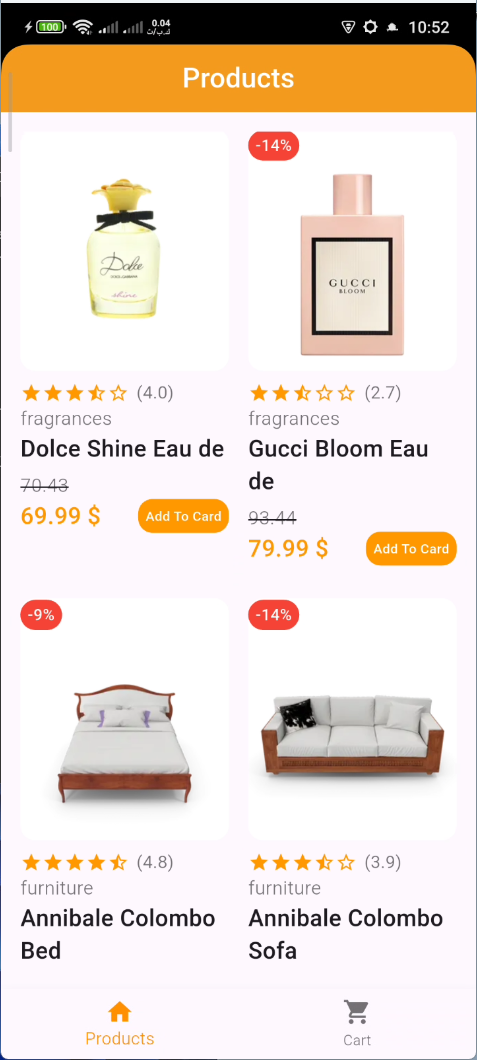 100
0.04
ك.ب/ث
10:52
Products
Dolce
DOLCE & GABBANA
shine
-14%
GUCCI
BLOOM
(4.0)
fragrances
Dolce Shine Eau de
70.43
69.99 $
Add To Card
(2.7)
fragrances
Gucci Bloom Eau
de
93.44
79.99 $
Add To Card
-9%
-14%
(4.8)
furniture
Annibale Colombo
Bed
(3.9)
furniture
Annibale Colombo
Sofa
Products
Cart